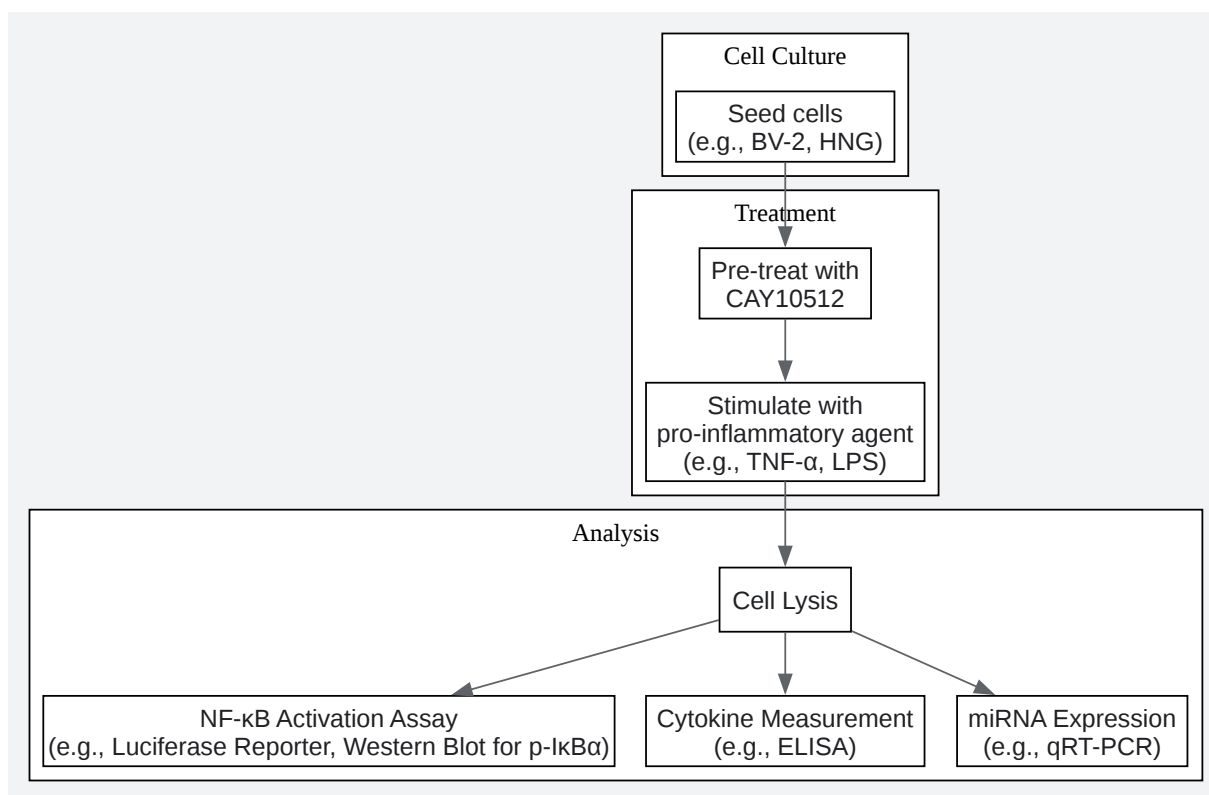 Cell Culture
Seed cells
(e.g., BV-2, HNG)
Treatment
Pre-treat with
CAY10512
Stimulate with
pro-inflammatory agent
(e.g., TNF-α, LPS)
Analysis
Cell Lysis
NF-κB Activation Assay
(e.g., Luciferase Reporter, Western Blot for p-IκBα)
Cytokine Measurement
(e.g., ELISA)
miRNA Expression
(e.g., qRT-PCR)